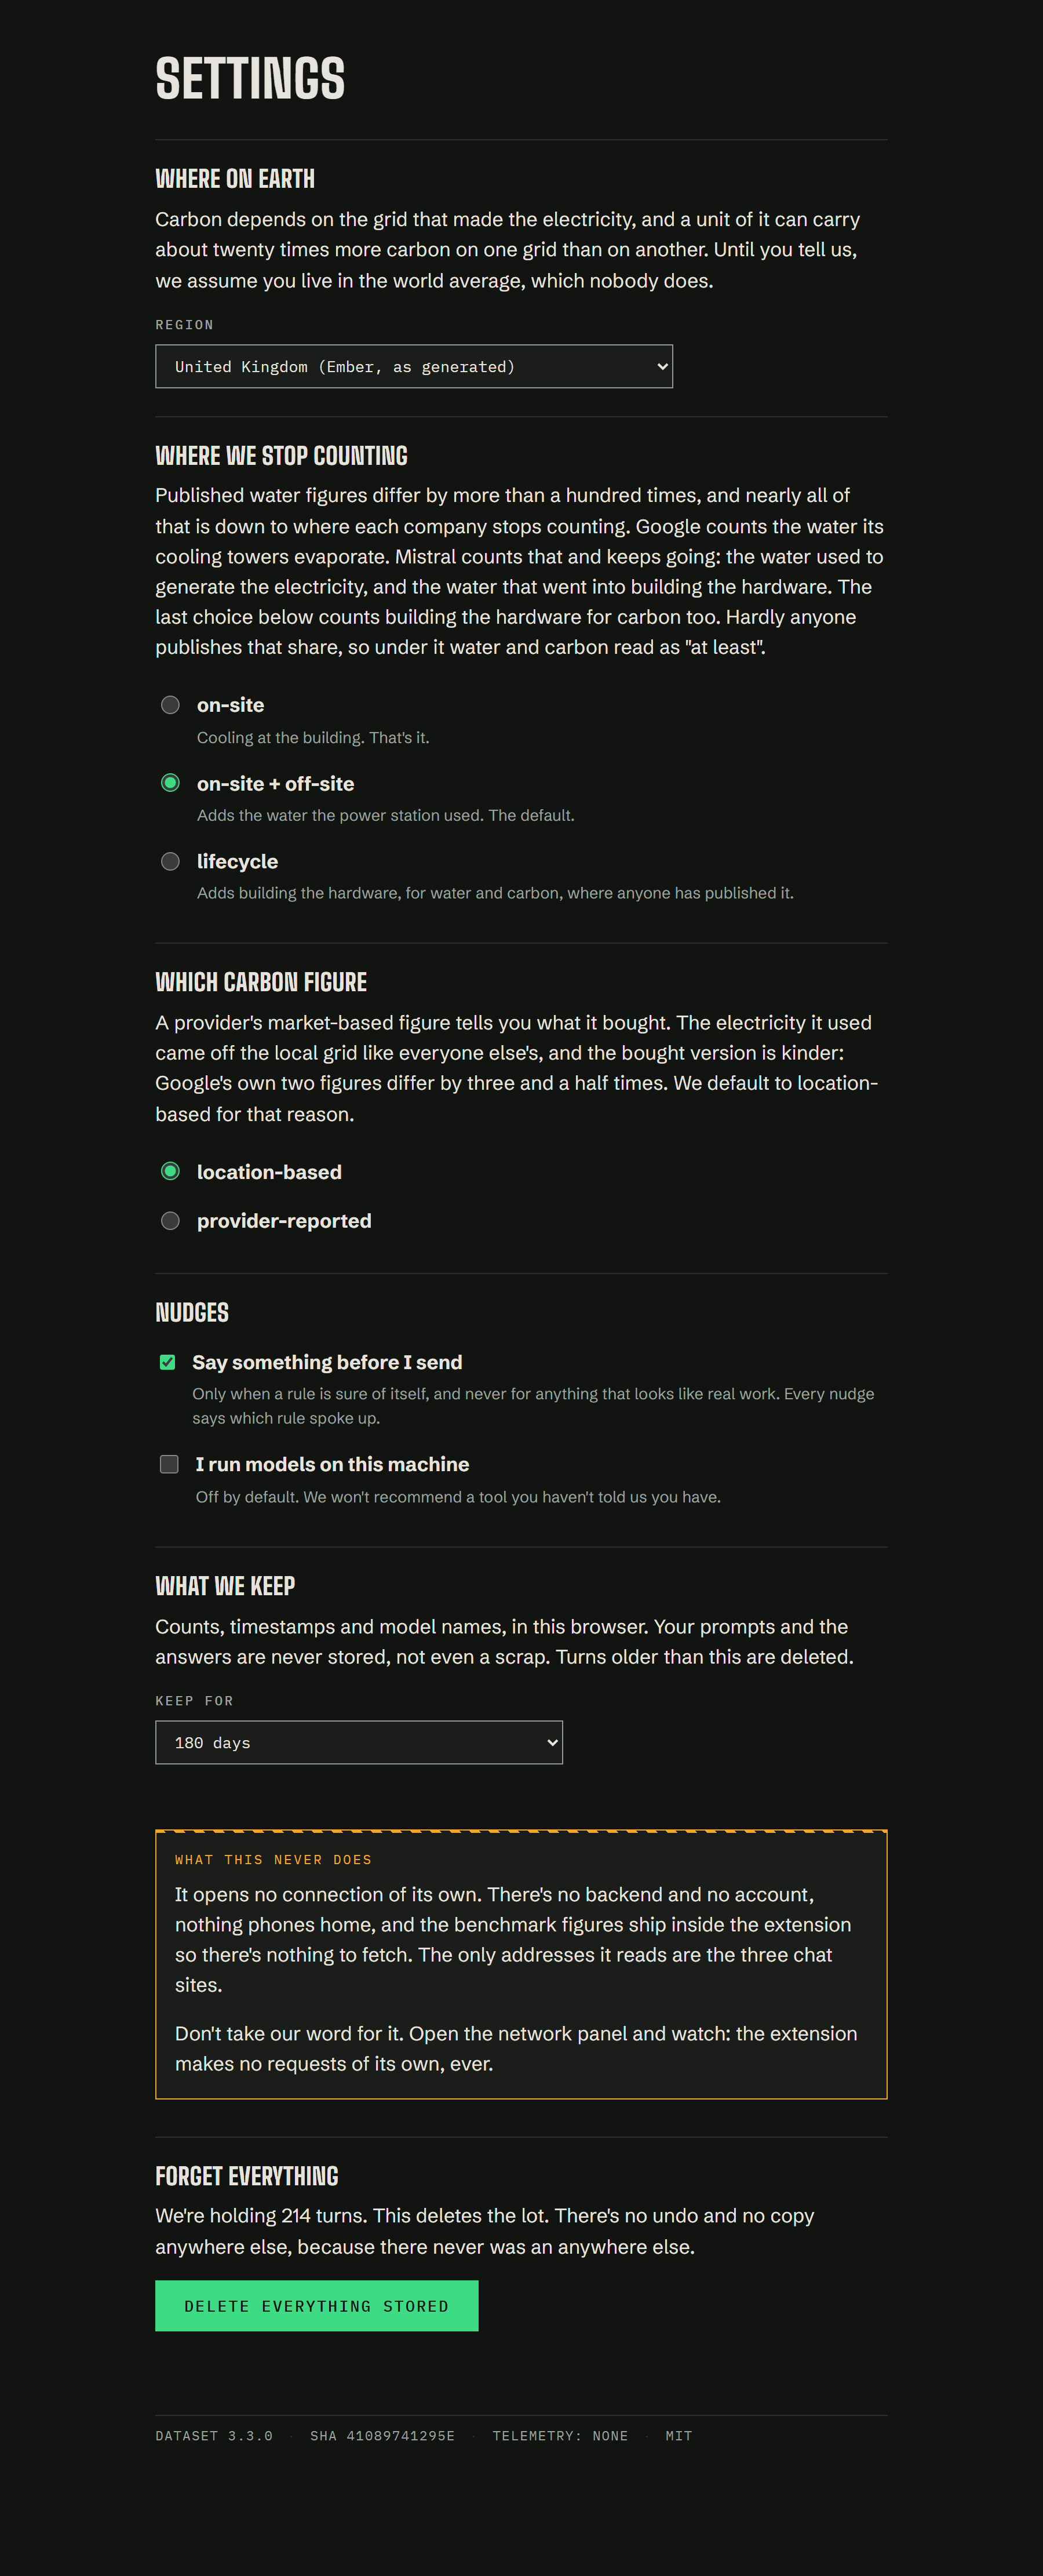 SETTINGS
WHERE ON EARTH
Carbon depends on the grid that made the electricity, and a unit of it can carry
about twenty times more carbon on one grid than on another. Until you tell us,
we assume you live in the world average, which nobody does.
REGION
United Kingdom (Ember, as generated)
WHERE WE STOP COUNTING
Published water figures differ by more than a hundred times, and nearly all of
that is down to where each company stops counting. Google counts the water its
cooling towers evaporate. Mistral counts that and keeps going: the water used to
generate the electricity, and the water that went into building the hardware. The
last choice below counts building the hardware for carbon too. Hardly anyone
publishes that share, so under it water and carbon read as "at least".
on-site
Cooling at the building. That's it.
on-site + off-site
Adds the water the power station used. The default.
lifecycle
Adds building the hardware, for water and carbon, where anyone has published it.
WHICH CARBON FIGURE
A provider's market-based figure tells you what it bought. The electricity it used
came off the local grid like everyone else's, and the bought version is kinder:
Google's own two figures differ by three and a half times. We default to location-
based for that reason.
location-based
provider-reported
NUDGES
Say something before I send
Only when a rule is sure of itself, and never for anything that looks like real work. Every nudge
says which rule spoke up.
I run models on this machine
Off by default. We won't recommend a tool you haven't told us you have.
WHAT WE KEEP
Counts, timestamps and model names, in this browser. Your prompts and the
answers are never stored, not even a scrap. Turns older than this are deleted.
KEEP FOR
180 days
WHAT THIS NEVER DOES
It opens no connection of its own. There's no backend and no account,
nothing phones home, and the benchmark figures ship inside the extension
so there's nothing to fetch. The only addresses it reads are the three chat
sites.
Don't take our word for it. Open the network panel and watch: the extension
makes no requests of its own, ever.
FORGET EVERYTHING
We're holding 214 turns. This deletes the lot. There's no undo and no copy
anywhere else, because there never was an anywhere else.
DELETE EVERYTHING STORED
DATASET 3.3.0 · SHA 41089741295E · TELEMETRY: NONE · MIT